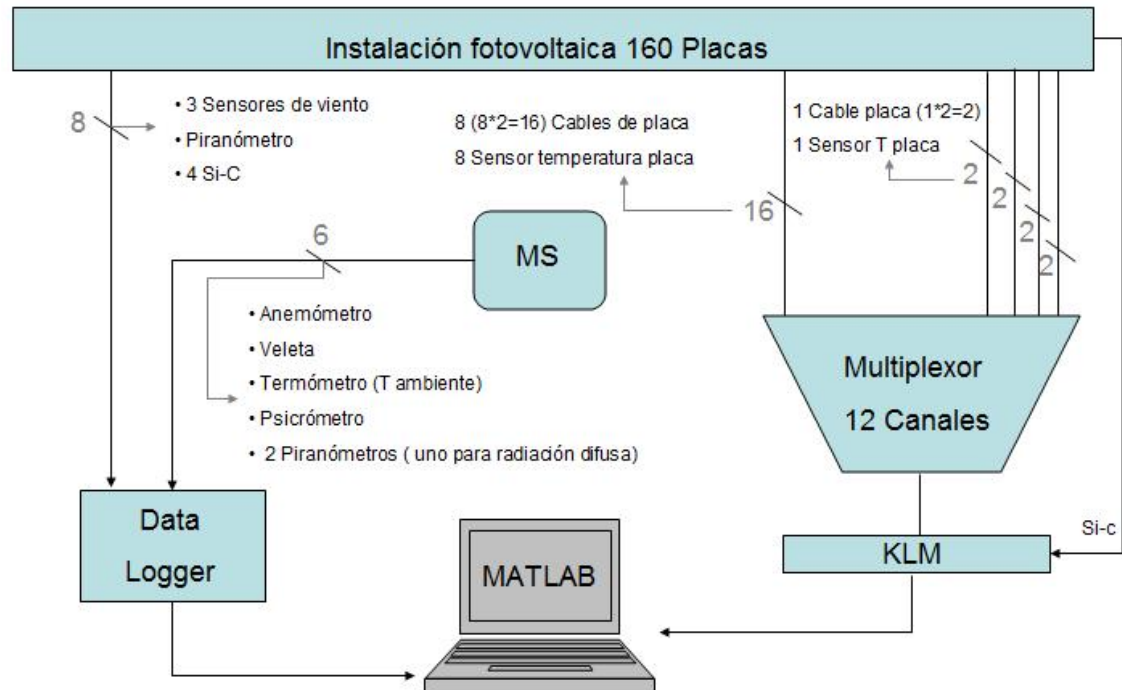 Instalación fotovoltaica 160 Placas
8
• 3 Sensores de viento
• Piranómetro
• 4 Si-C
8 (8*2=16) Cables de placa
8 Sensor temperatura placa
16
1 Cable placa (1*2=2)
1 Sensor T placa
2
2
2
2
6
MS
• Anemómetro
• Veleta
• Termómetro (T ambiente)
• Psicrómetro
• 2 Piranómetros ( uno para radiación difusa)
Multiplexor
12 Canales
Data
Logger
MATLAB
KLM
Si-c